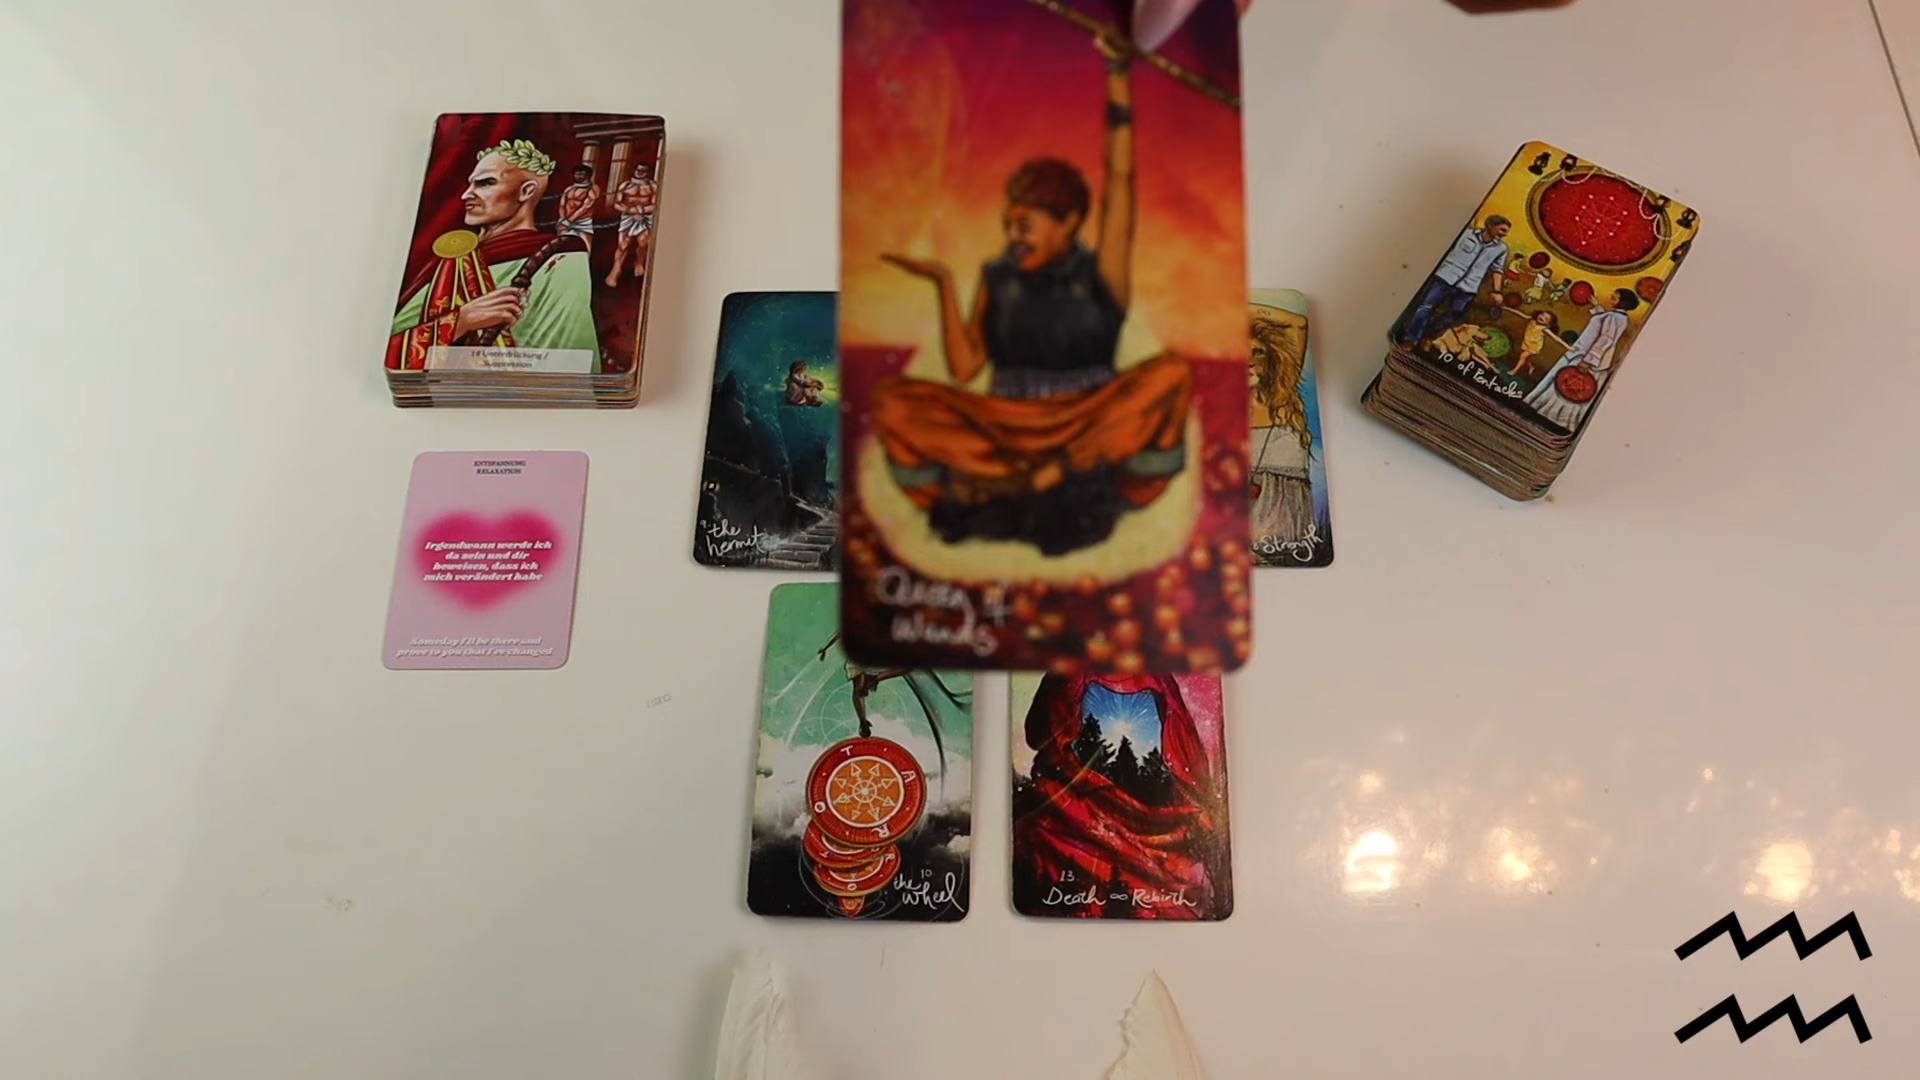 14 Unterdrückung /
Suppression
10 of Pentacles
ENTSPANNUNG
RELAXATION
Irgendwann werde ich
da sein und dir
beweisen, dass ich
mich verändert habe
Someday I'll be there and
prove to you that I've changed
9. the
hermit
Strength
Queen of
Wands
T
A
R
O
10.
the
wheel
13.
Death ∞ Rebirth